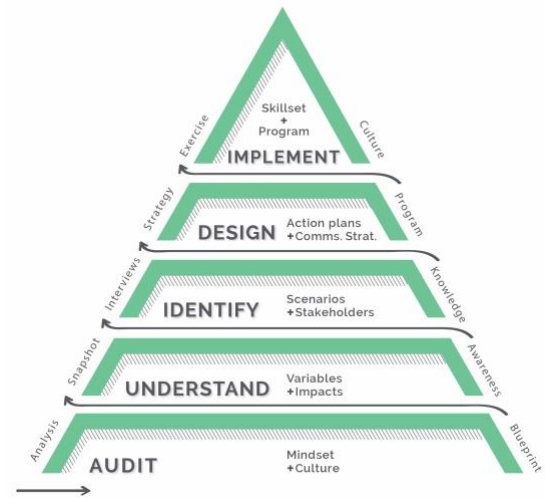 Skillset
+
Program
IMPLEMENT
Exercise
Culture
Strategy
DESIGN
Action plans
+Comms. Strat.
Program
Interviews
IDENTIFY
Scenarios
+Stakeholders
Knowledge
Snapshot
UNDERSTAND
Variables
+Impacts
Awareness
Analysis
AUDIT
Mindset
+Culture
Blueprint